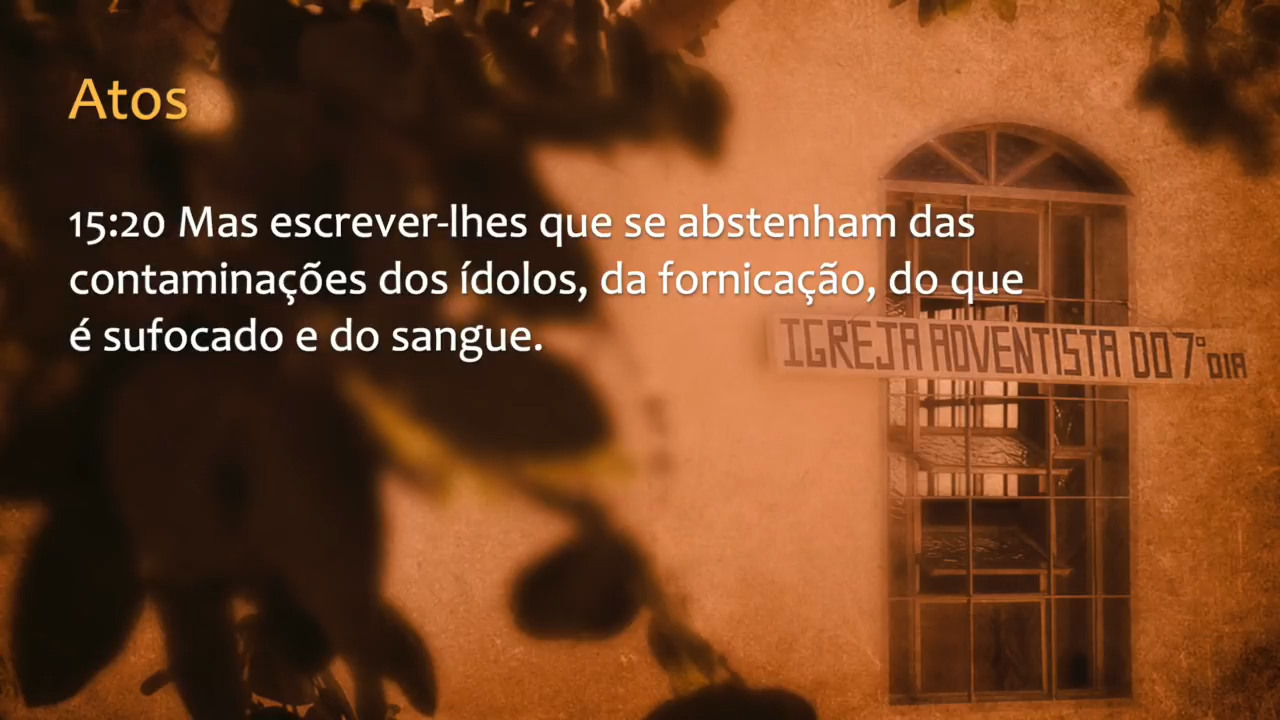 Atos
15:20 Mas escrever-lhes que se abstenham das
contaminações dos ídolos, da fornicação, do que
é sufocado e do sangue.
IGREJA ADVENTISTA DO 7° DIA